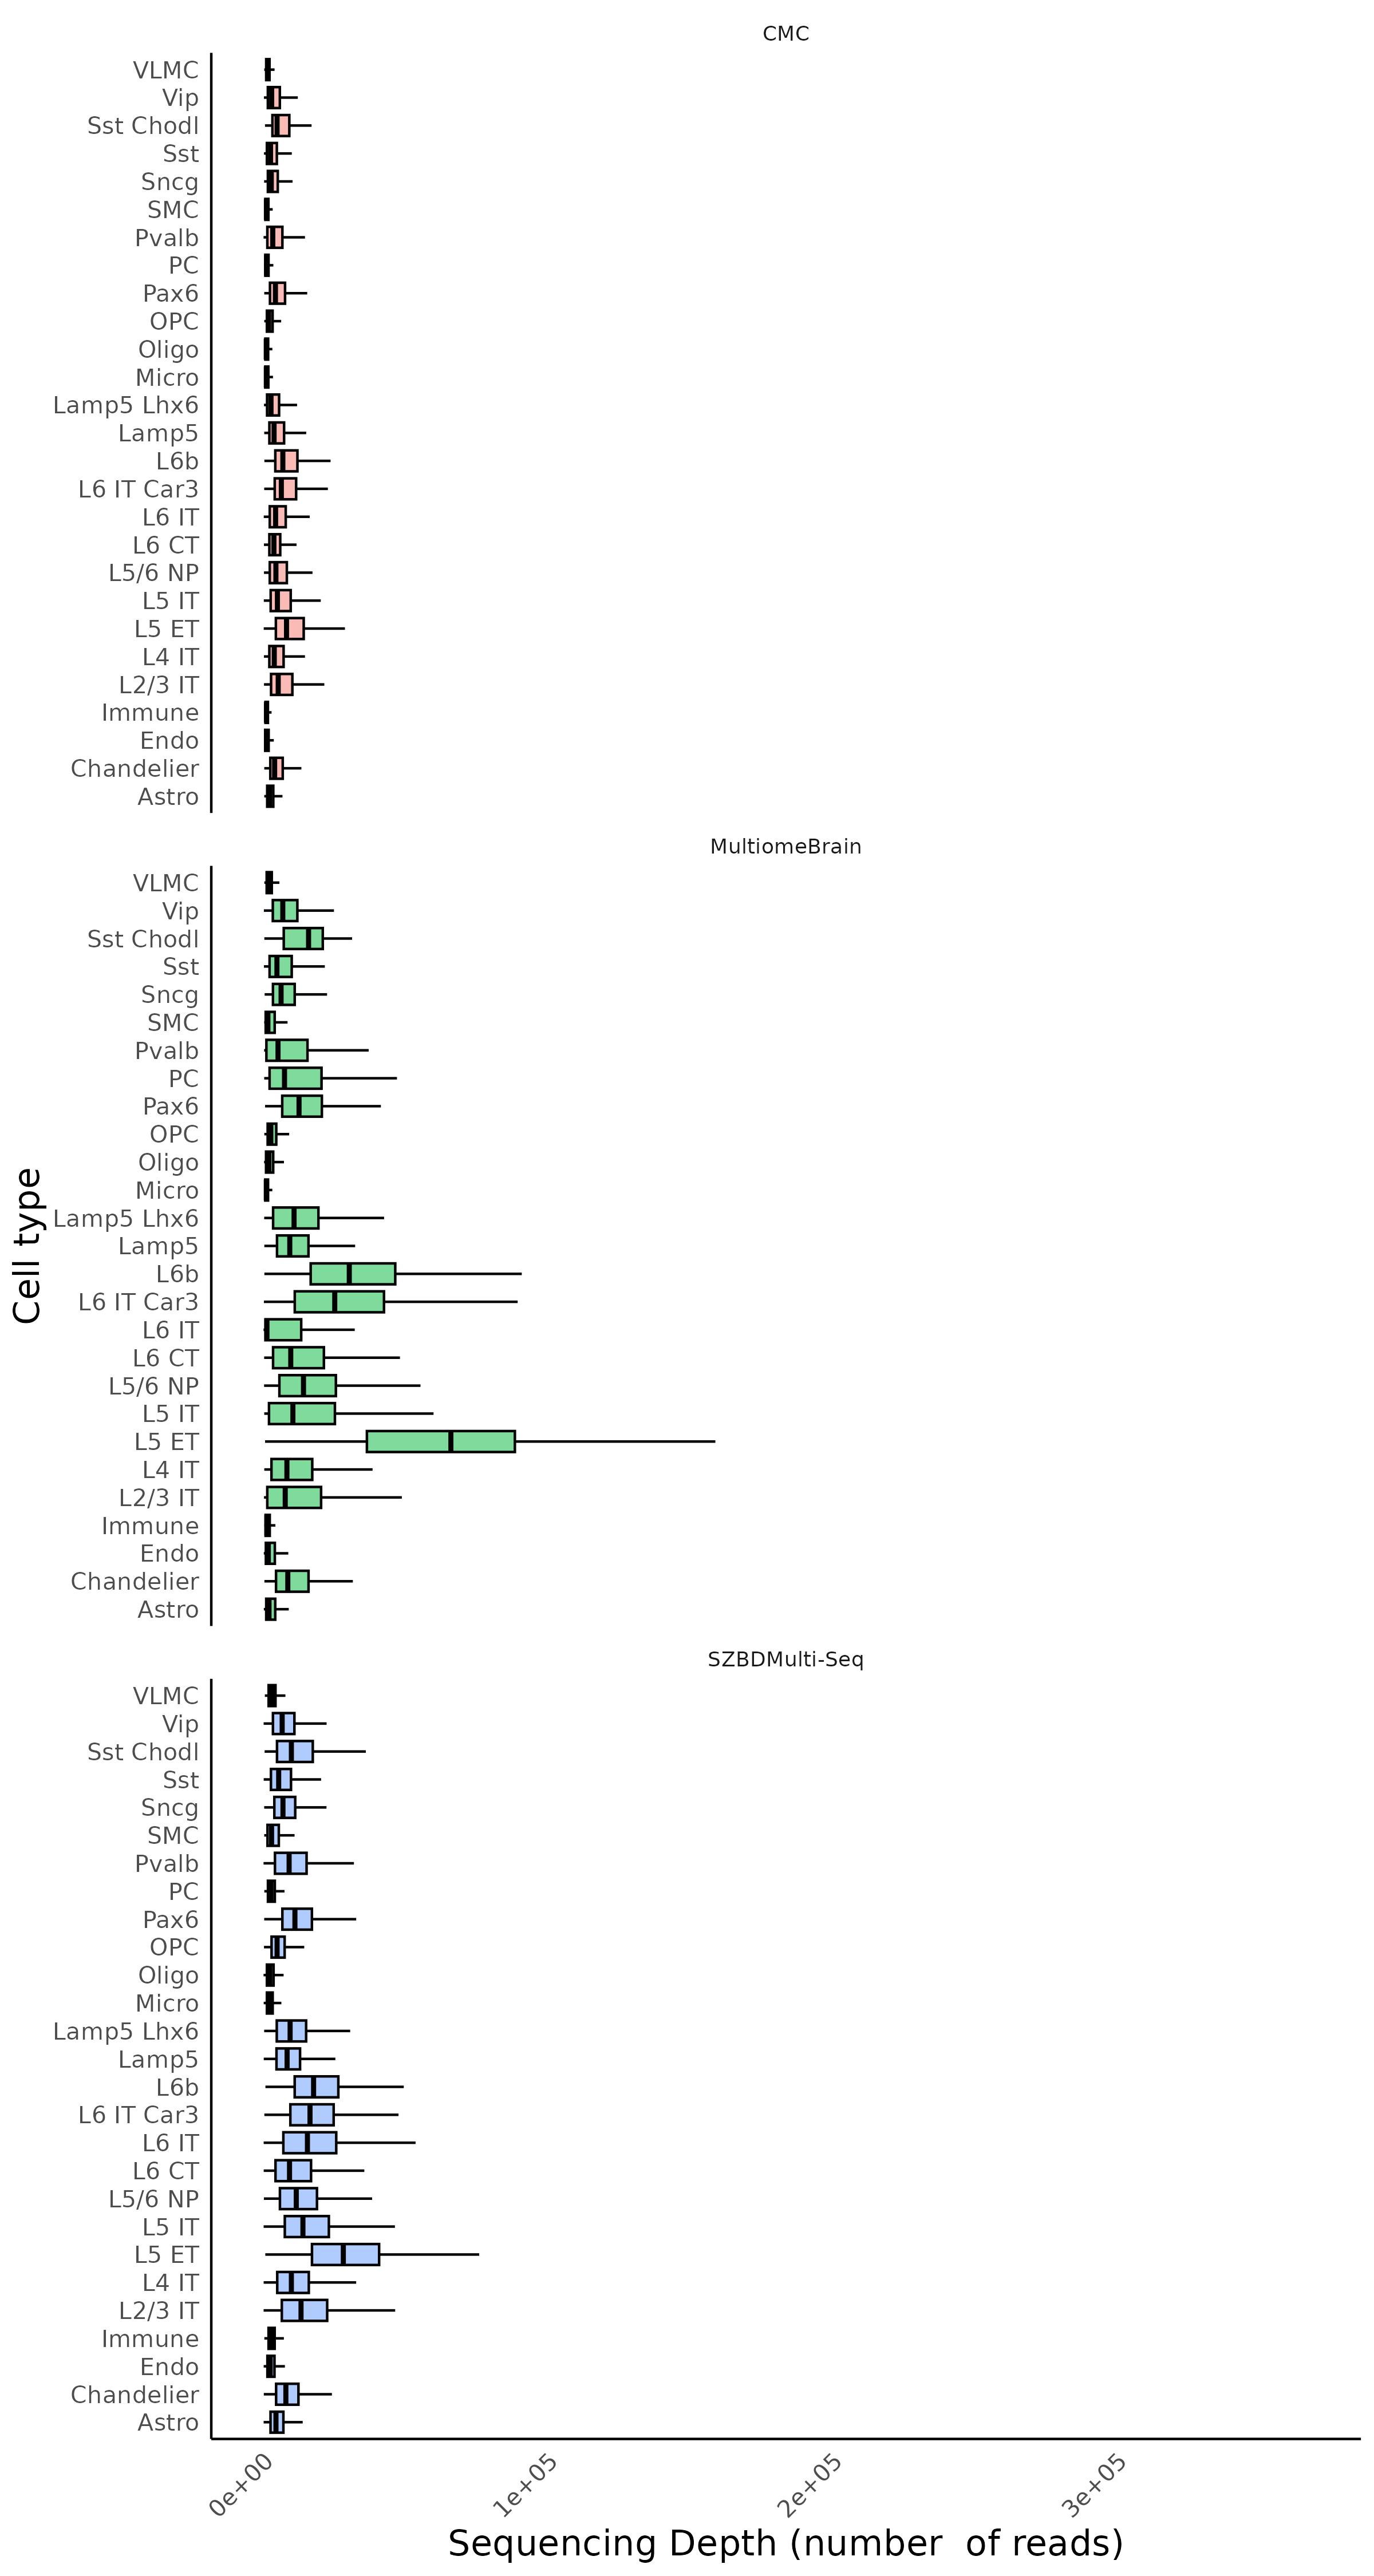 CMC
VLMC
Vip
Sst Chodl
Sst
Sncg
SMC
Pvalb
PC
Pax6
OPC
Oligo
Micro
Lamp5 Lhx6
Lamp5
L6b
L6 IT Car3
L6 IT
L6 CT
L5/6 NP
L5 IT
L5 ET
L4 IT
L2/3 IT
Immune
Endo
Chandelier
Astro
MultiomeBrain
VLMC
Vip
Sst Chodl
Sst
Sncg
SMC
Pvalb
PC
Pax6
OPC
Oligo
Micro
Lamp5 Lhx6
Lamp5
L6b
L6 IT Car3
L6 IT
L6 CT
L5/6 NP
L5 IT
L5 ET
L4 IT
L2/3 IT
Immune
Endo
Chandelier
Astro
Cell type
SZBDMulti-Seq
VLMC
Vip
Sst Chodl
Sst
Sncg
SMC
Pvalb
PC
Pax6
OPC
Oligo
Micro
Lamp5 Lhx6
Lamp5
L6b
L6 IT Car3
L6 IT
L6 CT
L5/6 NP
L5 IT
L5 ET
L4 IT
L2/3 IT
Immune
Endo
Chandelier
Astro
0e+00
1e+05
2e+05
3e+05
Sequencing Depth (number  of reads)